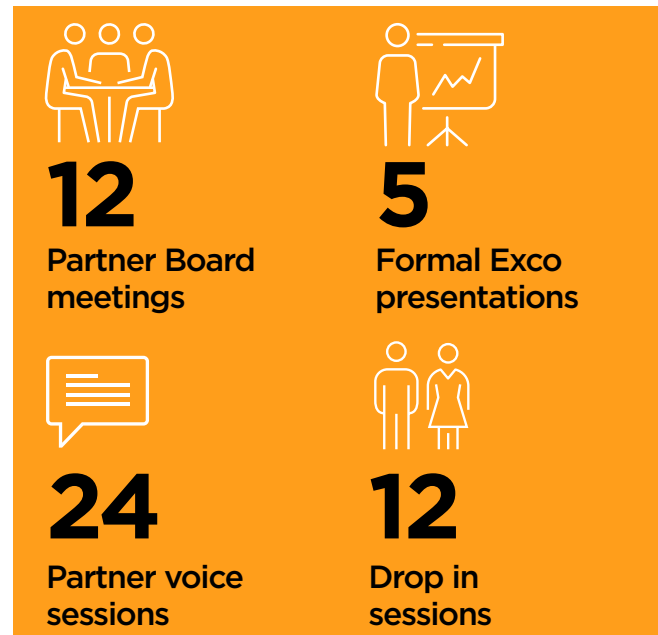 12
Partner Board
meetings
5
Formal Exco
presentations
24
Partner voice
sessions
12
Drop in
sessions